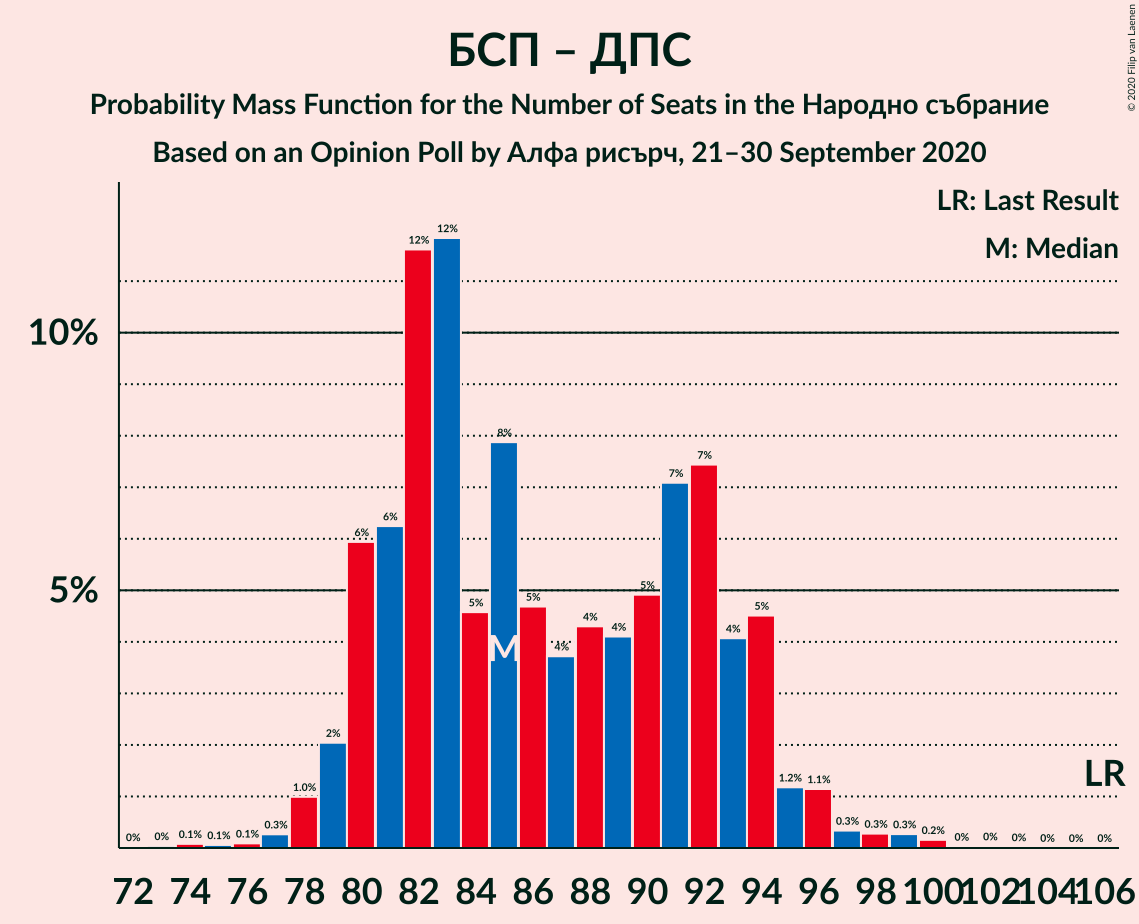 БСП – ДПС
Probability Mass Function for the Number of Seats in the Народно събрание
Based on an Opinion Poll by Алфа рисърч, 21–30 September 2020
© 2020 Filip van Laenen
LR: Last Result
M: Median
10%
5%
0% 0% 0.1% 0.1% 0.1% 0.3% 1.0% 2% 6% 6% 12% 12% 5% 8% 5% 4% 4% 4% 5% 7% 7% 4% 5% 1.2% 1.1% 0.3% 0.3% 0.3% 0.2% 0% 0% 0% 0% 0% 0%
M
LR
72 74 76 78 80 82 84 86 88 90 92 94 96 98 100 102 104 106